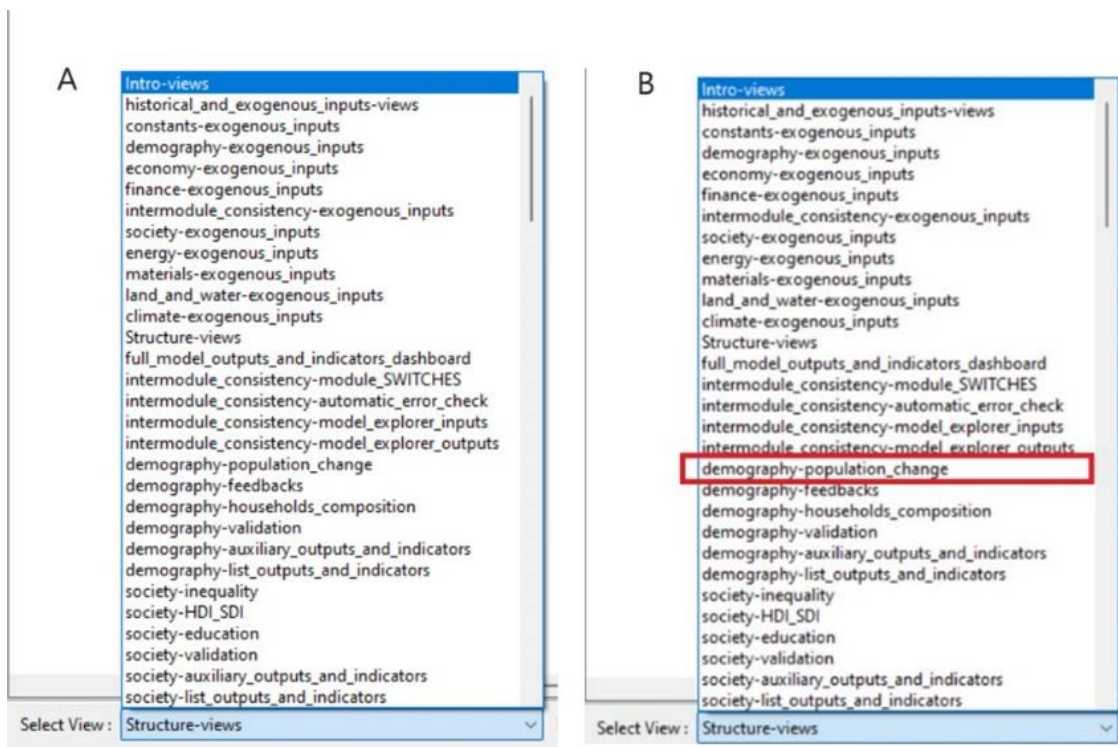 A
Intro-views
historical_and_exogenous_inputs-views
constants-exogenous_inputs
demography-exogenous_inputs
economy-exogenous_inputs
finance-exogenous_inputs
intermodule_consistency-exogenous_inputs
society-exogenous_inputs
energy-exogenous_inputs
materials-exogenous_inputs
land_and_water-exogenous_inputs
climate-exogenous_inputs
Structure-views
full_model_outputs_and_indicators_dashboard
intermodule_consistency-module_SWITCHES
intermodule_consistency-automatic_error_check
intermodule_consistency-model_explorer_inputs
intermodule_consistency-model_explorer_outputs
demography-population_change
demography-feedbacks
demography-households_composition
demography-validation
demography-auxiliary_outputs_and_indicators
demography-list_outputs_and_indicators
society-inequality
society-HDI_SDI
society-education
society-validation
society-auxiliary_outputs_and_indicators
society-list_outputs_and_indicators
Select View : Structure-views
B
Intro-views
historical_and_exogenous_inputs-views
constants-exogenous_inputs
demography-exogenous_inputs
economy-exogenous_inputs
finance-exogenous_inputs
intermodule_consistency-exogenous_inputs
society-exogenous_inputs
energy-exogenous_inputs
materials-exogenous_inputs
land_and_water-exogenous_inputs
climate-exogenous_inputs
Structure-views
full_model_outputs_and_indicators_dashboard
intermodule_consistency-module_SWITCHES
intermodule_consistency-automatic_error_check
intermodule_consistency-model_explorer_inputs
intermodule_consistency-model_explorer_outputs
demography-population_change
demography-feedbacks
demography-households_composition
demography-validation
demography-auxiliary_outputs_and_indicators
demography-list_outputs_and_indicators
society-inequality
society-HDI_SDI
society-education
society-validation
society-auxiliary_outputs_and_indicators
society-list_outputs_and_indicators
Select View : Structure-views